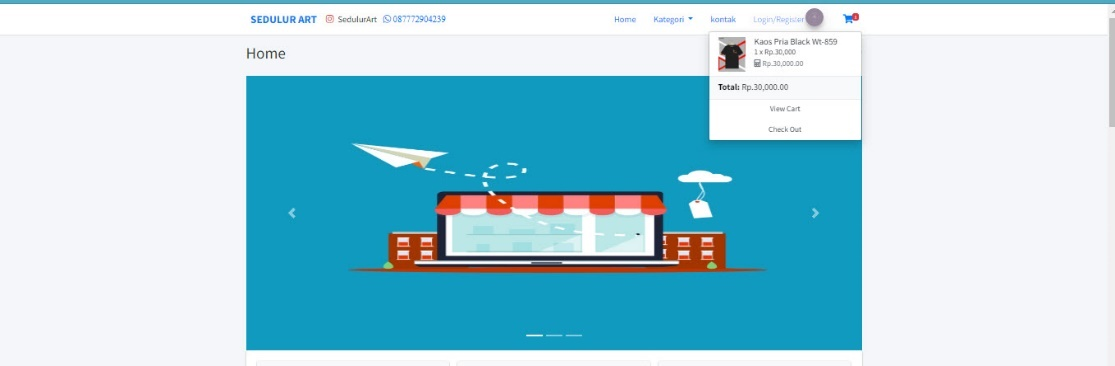 SEDULUR ART SedulurArt 087772904239 Home Kategori kontak Login/Register
Home
Kaos Pria Black Wt-859
1 x Rp.30,000
Rp.30,000.00
Total: Rp.30,000.00
View Cart
Check Out